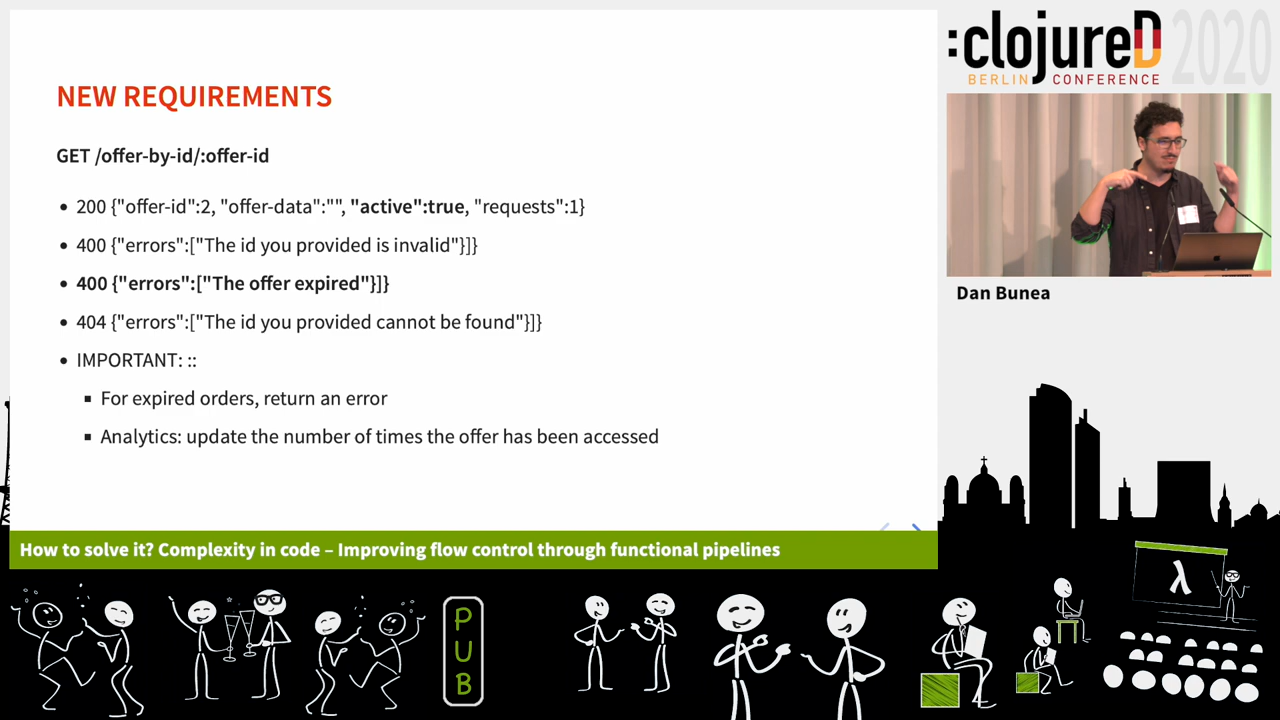 NEW REQUIREMENTS
GET /offer-by-id/:offer-id
• 200 {"offer-id":2, "offer-data":"", "active":true, "requests":1}
• 400 {"errors":["The id you provided is invalid"}]}
• 400 {"errors":["The offer expired"}]}
• 404 {"errors":["The id you provided cannot be found"}]}
• IMPORTANT: ::
▪ For expired orders, return an error
▪ Analytics: update the number of times the offer has been accessed
How to solve it? Complexity in code – Improving flow control through functional pipelines
:clojureD 2020
BERLIN CONFERENCE
Dan Bunea
PUB
λ